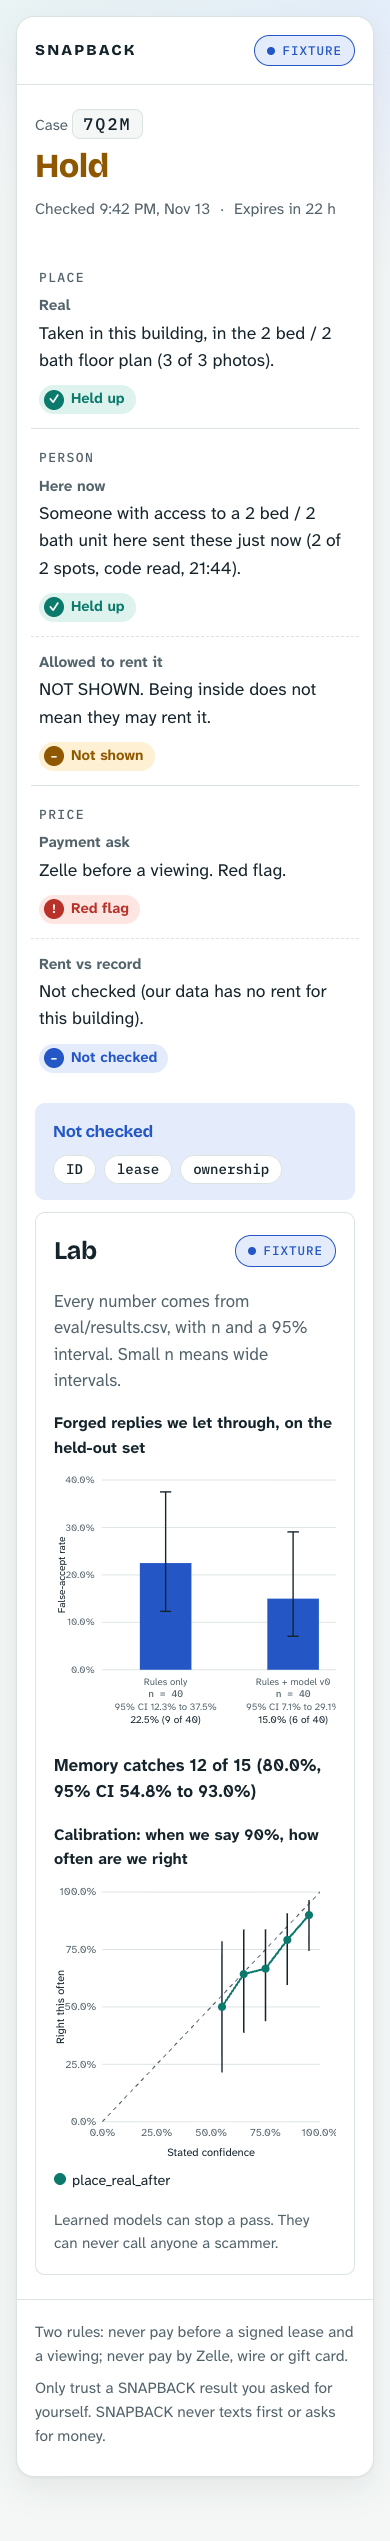 SNAPBACK
FIXTURE
Case 7Q2M
Hold
Checked 9:42 PM, Nov 13 · Expires in 22 h
PLACE
Real
Taken in this building, in the 2 bed / 2
bath floor plan (3 of 3 photos).
Held up
PERSON
Here now
Someone with access to a 2 bed / 2
bath unit here sent these just now (2 of
2 spots, code read, 21:44).
Held up
Allowed to rent it
NOT SHOWN. Being inside does not
mean they may rent it.
Not shown
PRICE
Payment ask
Zelle before a viewing. Red flag.
Red flag
Rent vs record
Not checked (our data has no rent for
this building).
Not checked
Not checked
ID
lease
ownership
Lab
FIXTURE
Every number comes from
eval/results.csv, with n and a 95%
interval. Small n means wide
intervals.
Forged replies we let through, on the
held-out set
False-accept rate
40.0%
30.0%
20.0%
10.0%
0.0%
Rules only
n = 40
95% CI 12.3% to 37.5%
22.5% (9 of 40)
Rules + model v0
n = 40
95% CI 7.1% to 29.1%
15.0% (6 of 40)
Memory catches 12 of 15 (80.0%,
95% CI 54.8% to 93.0%)
Calibration: when we say 90%, how
often are we right
Right this often
100.0%
75.0%
50.0%
25.0%
0.0%
0.0% 25.0% 50.0% 75.0% 100.0%
Stated confidence
place_real_after
Learned models can stop a pass. They
can never call anyone a scammer.
Two rules: never pay before a signed lease and
a viewing; never pay by Zelle, wire or gift card.
Only trust a SNAPBACK result you asked for
yourself. SNAPBACK never texts first or asks
for money.